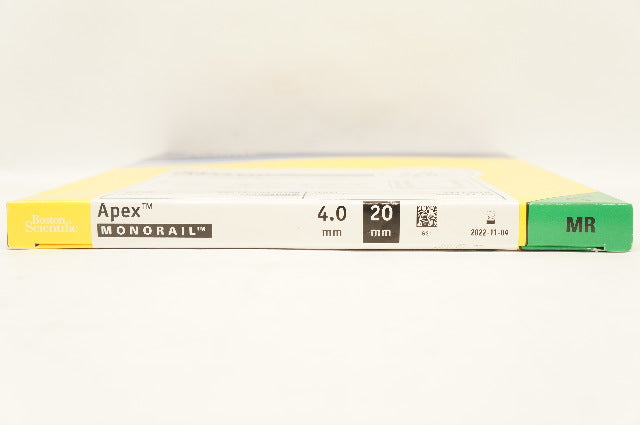 Boston
Scientific
Apex™
MONORAIL™
4.0
mm
20
mm
2022-11-04
MR